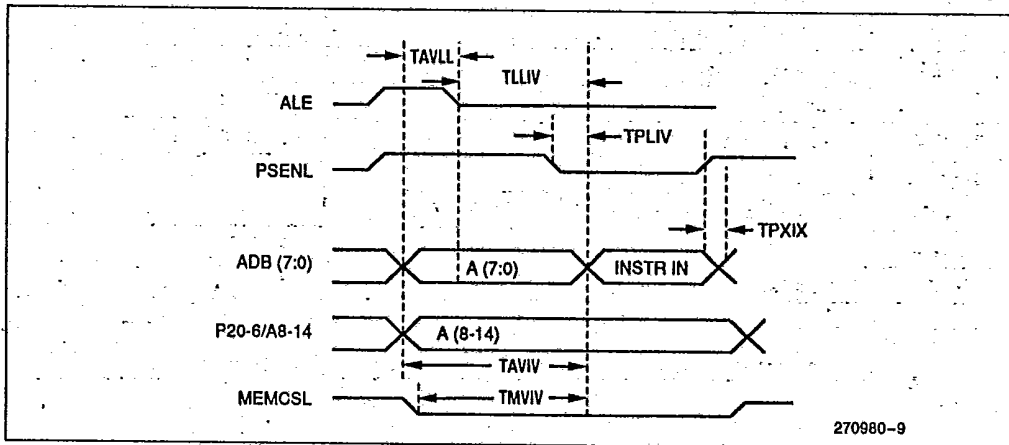 TAVLL
TLLIV
ALE
TPLIV
PSENL
TPXIX
ADB (7:0)
A (7:0)
INSTR IN
P20-6/A8-14
A (8-14)
TAVIV
MEMCSL
TMVIV
270980-9